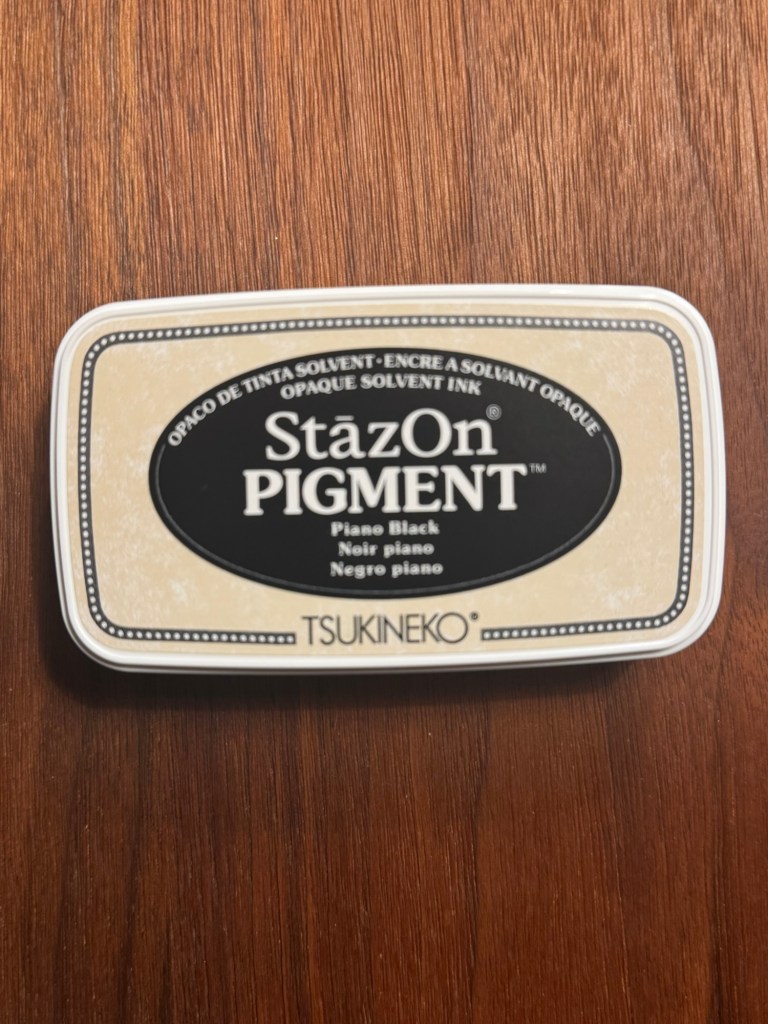 OPACO DE TINTA SOLVENT · ENCRE A SOLVANT OPAQUE
OPAQUE SOLVENT INK
StāzOn®
PIGMENT™
Piano Black
Noir piano
Negro piano
TSUKINEKO®